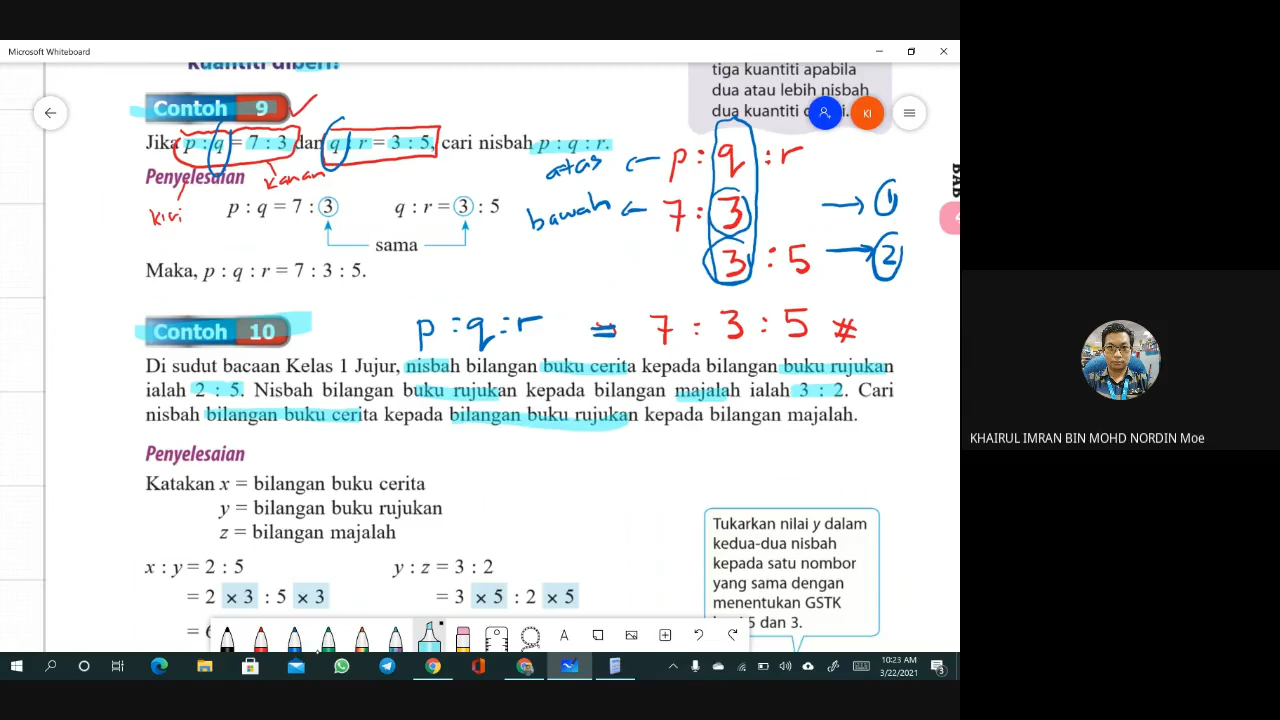 Microsoft Whiteboard
kuantiti diberi:
tiga kuantiti apabila
dua atau lebih nisbah
dua kuantiti
KI
Contoh 9
Jika p : q = 7 : 3 dan q : r = 3 : 5, cari nisbah p : q : r.
Penyelesaian
kiri
kanan
p : q = 7 : 3 q : r = 3 : 5
sama
Maka, p : q : r = 7 : 3 : 5.
atas ← p : q : r
bawah ← 7 : 3 → 1
3 : 5 → 2
p : q : r = 7 : 3 : 5 #
BAB
4
Contoh 10
Di sudut bacaan Kelas 1 Jujur, nisbah bilangan buku cerita kepada bilangan buku rujukan
ialah 2 : 5. Nisbah bilangan buku rujukan kepada bilangan majalah ialah 3 : 2. Cari
nisbah bilangan buku cerita kepada bilangan buku rujukan kepada bilangan majalah.
Penyelesaian
Katakan x = bilangan buku cerita
y = bilangan buku rujukan
z = bilangan majalah
x : y = 2 : 5 y : z = 3 : 2
= 2 × 3 : 5 × 3 = 3 × 5 : 2 × 5
= 6
Tukarkan nilai y dalam
kedua-dua nisbah
kepada satu nombor
yang sama dengan
menentukan GSTK
5 dan 3.
A
10:23 AM
3/22/2021
3
KHAIRUL IMRAN BIN MOHD NORDIN Moe